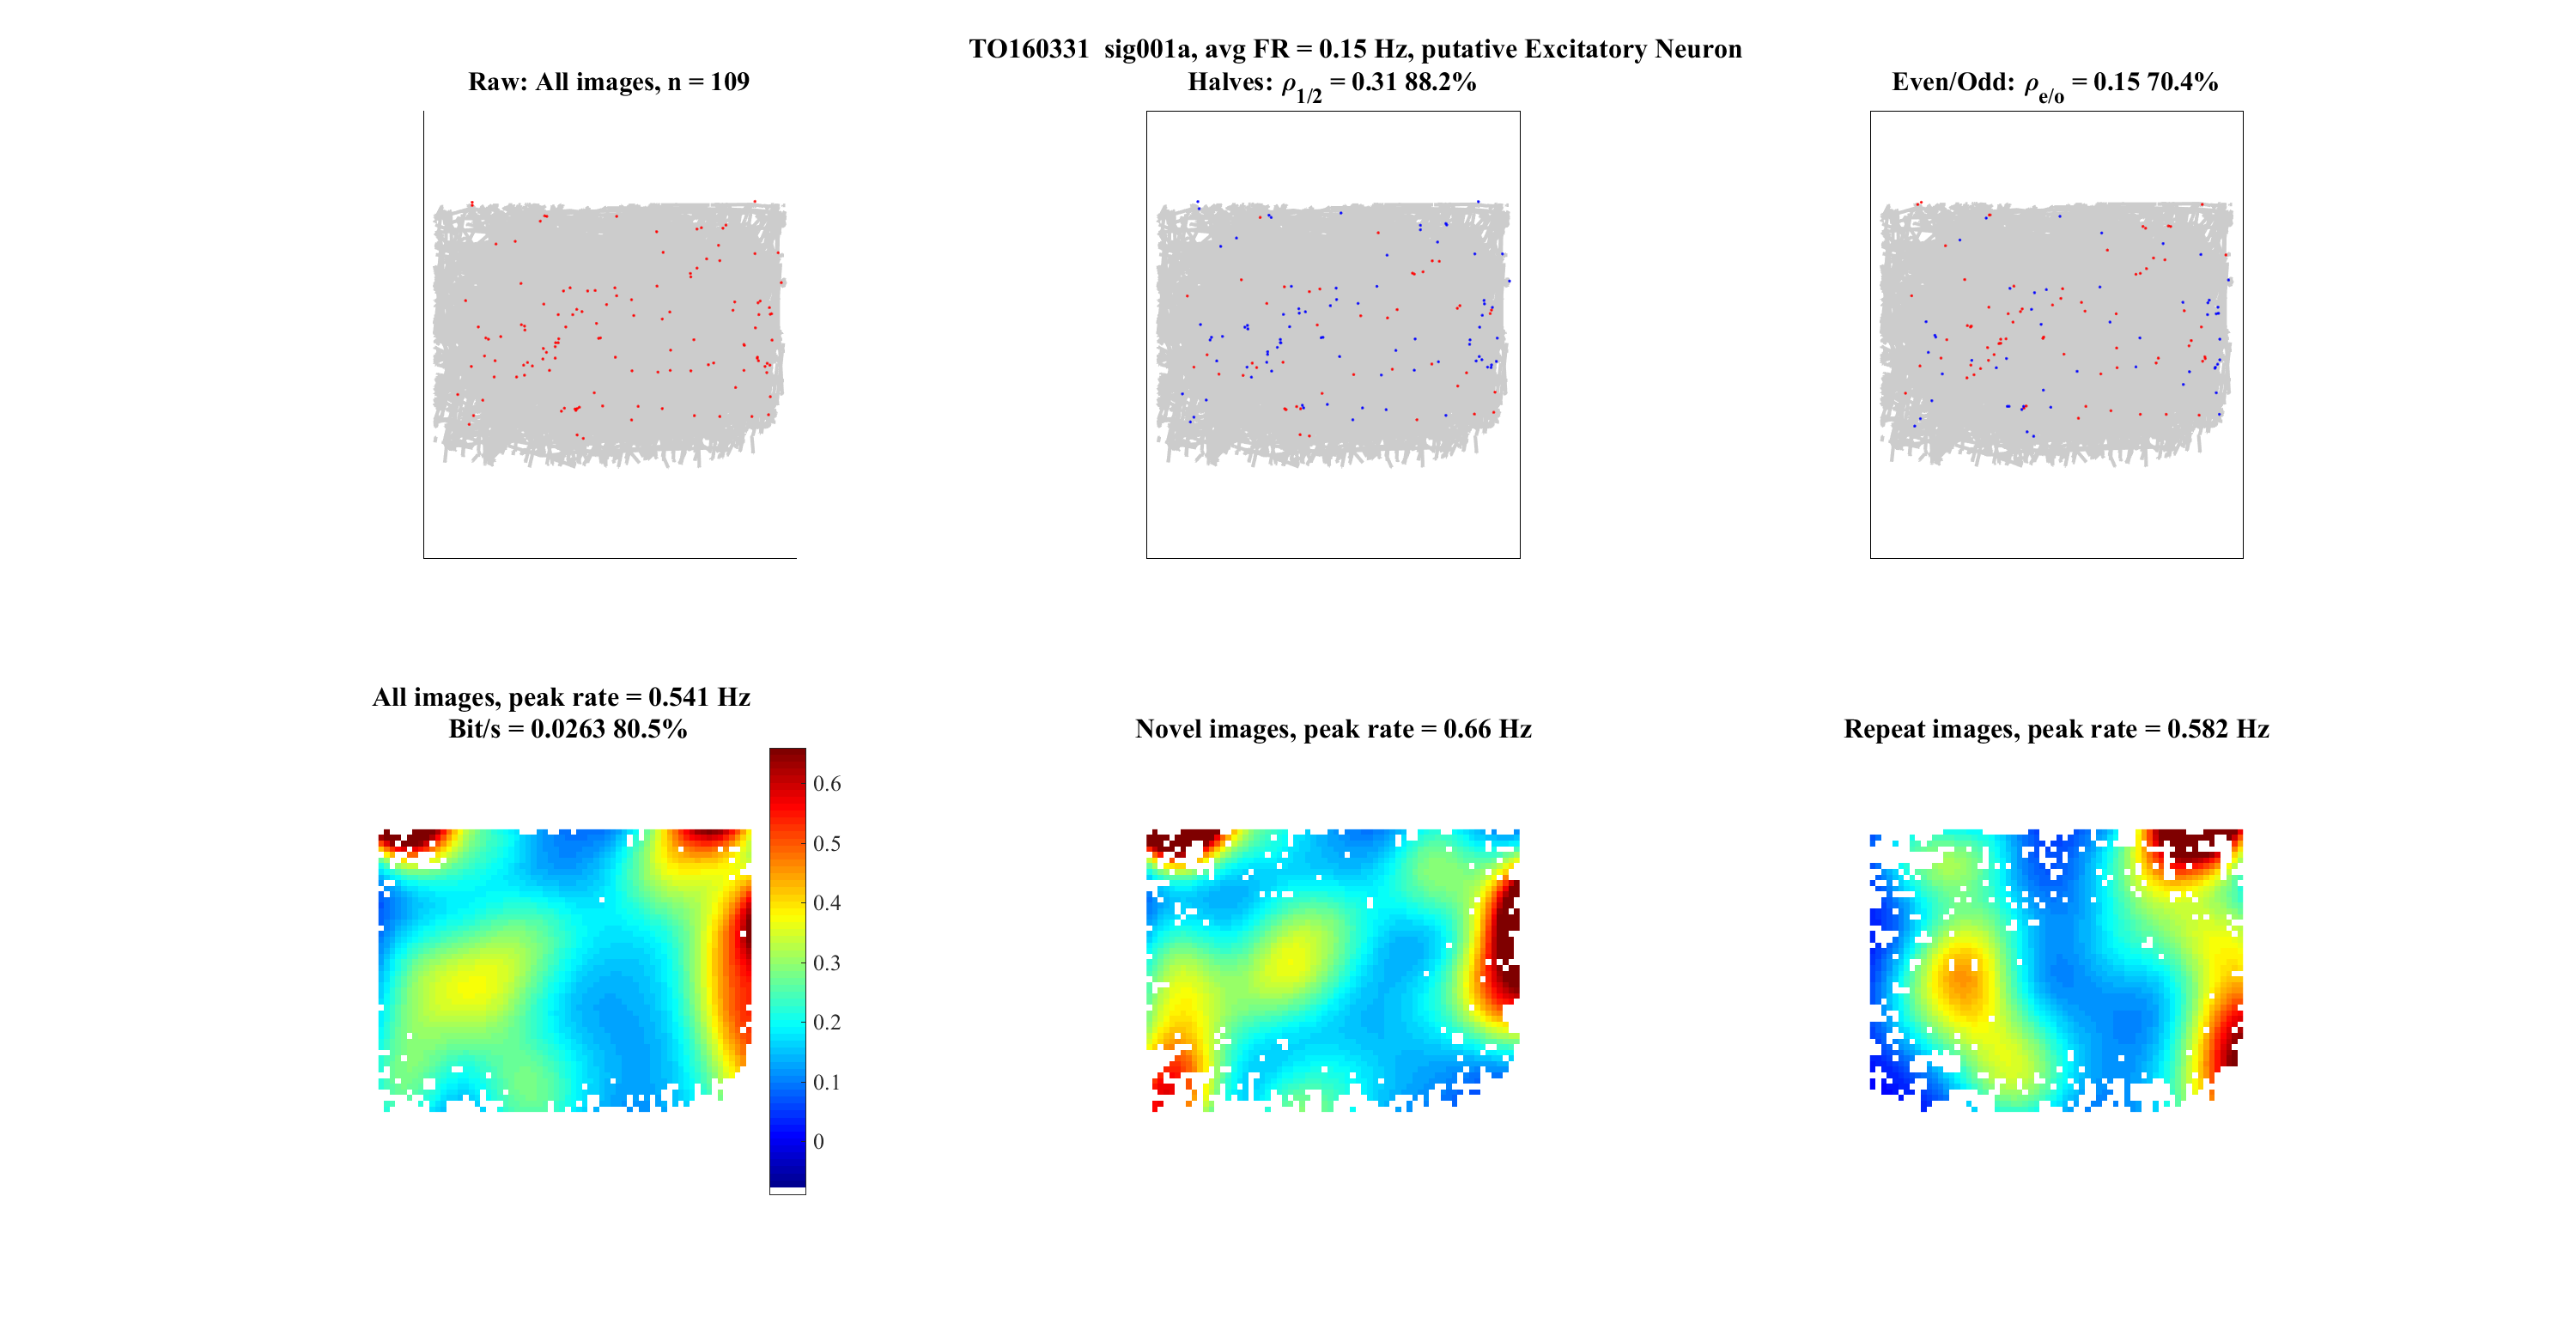 TO160331  sig001a, avg FR = 0.15 Hz, putative Excitatory Neuron
Raw: All images, n = 109
Halves: ρ1/2 = 0.31 88.2%
Even/Odd: ρe/o = 0.15 70.4%
All images, peak rate = 0.541 Hz
Bit/s = 0.0263 80.5%
Novel images, peak rate = 0.66 Hz
Repeat images, peak rate = 0.582 Hz
0.6
0.5
0.4
0.3
0.2
0.1
0